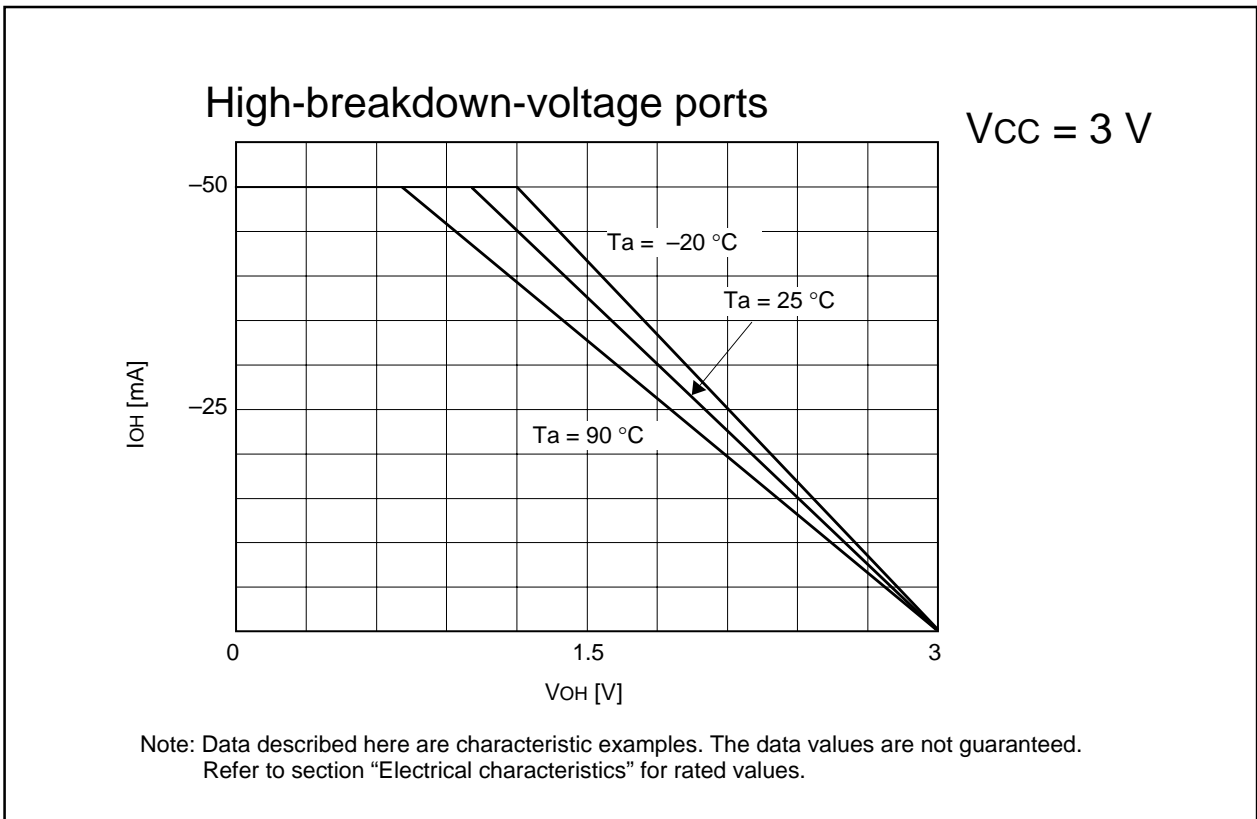 High-breakdown-voltage ports
VCC = 3 V
–50
Ta = –20 °C
Ta = 25 °C
IOH [mA]
–25
Ta = 90 °C
0
1.5
3
VOH [V]
Note: Data described here are characteristic examples. The data values are not guaranteed.
Refer to section “Electrical characteristics” for rated values.